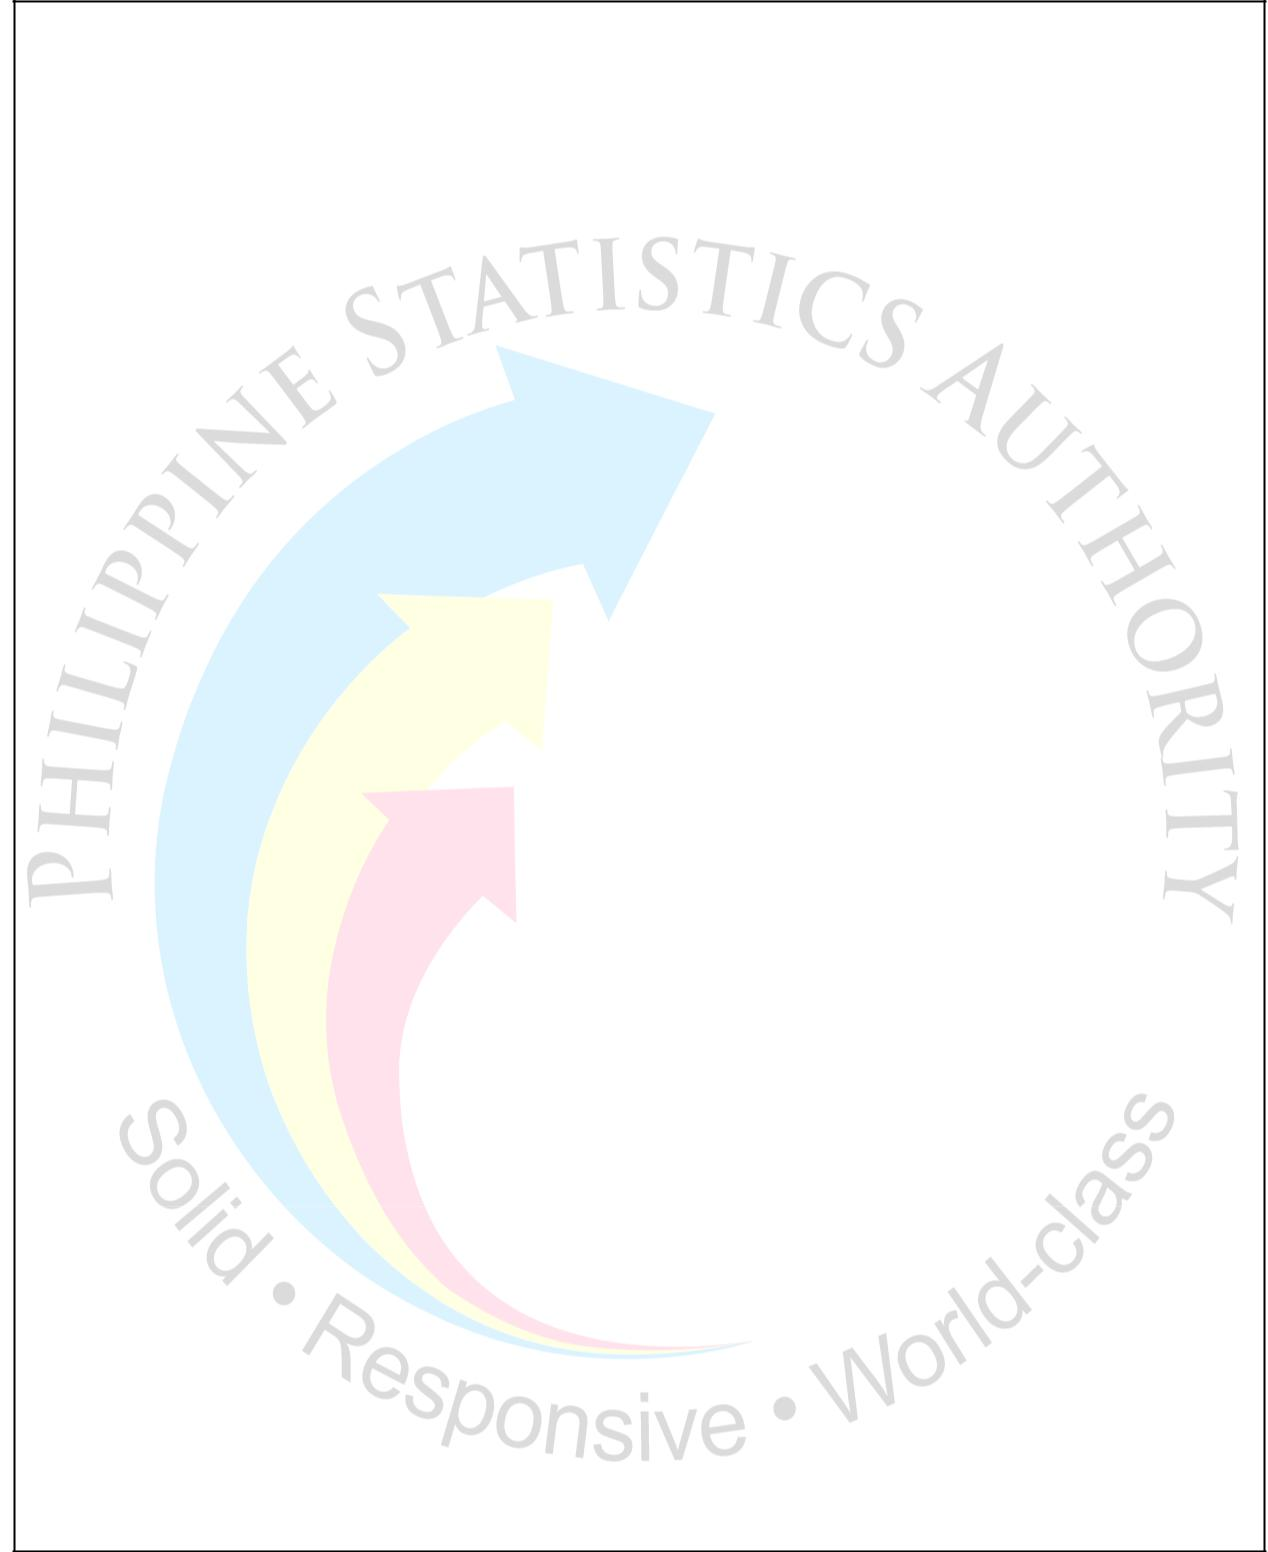 PHILIPPINE STATISTICS AUTHORITY
Solid • Responsive • World-class